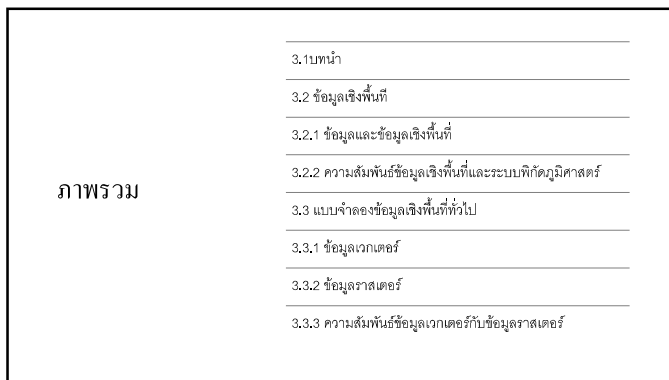 ภาพรวม
3.1บทนำ
3.2 ข้อมูลเชิงพื้นที
3.2.1 ข้อมูลและข้อมูลเชิงพื้นที่
3.2.2 ความสัมพันธ์ข้อมูลเชิงพื้นที่และระบบพิกัดภูมิศาสตร์
3.3 แบบจำลองข้อมูลเชิงพื้นที่ทั่วไป
3.3.1 ข้อมูลเวกเตอร์
3.3.2 ข้อมูลราสเตอร์
3.3.3 ความสัมพันธ์ข้อมูลเวกเตอร์กับข้อมูลราสเตอร์